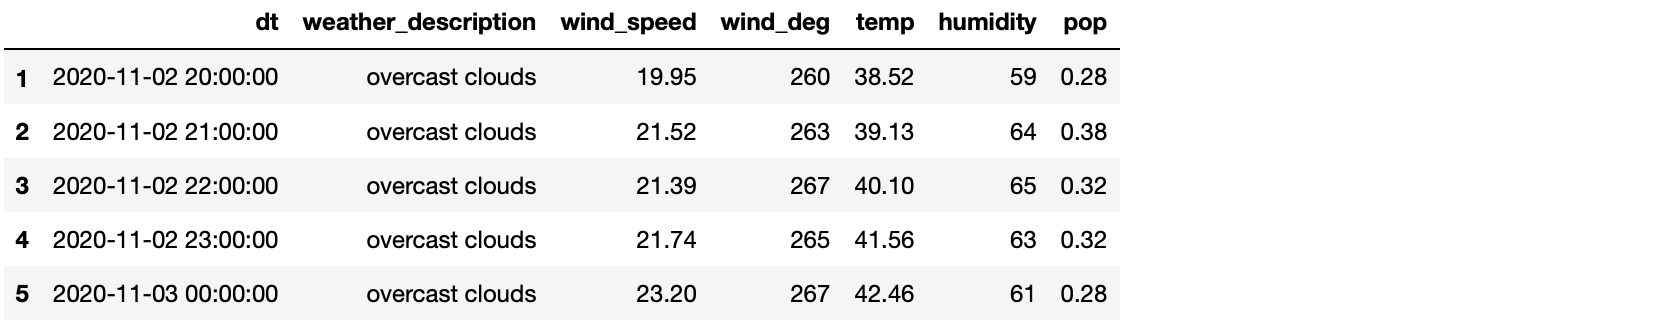 dt weather_description wind_speed wind_deg temp humidity pop
1 2020-11-02 20:00:00 overcast clouds 19.95 260 38.52 59 0.28
2 2020-11-02 21:00:00 overcast clouds 21.52 263 39.13 64 0.38
3 2020-11-02 22:00:00 overcast clouds 21.39 267 40.10 65 0.32
4 2020-11-02 23:00:00 overcast clouds 21.74 265 41.56 63 0.32
5 2020-11-03 00:00:00 overcast clouds 23.20 267 42.46 61 0.28